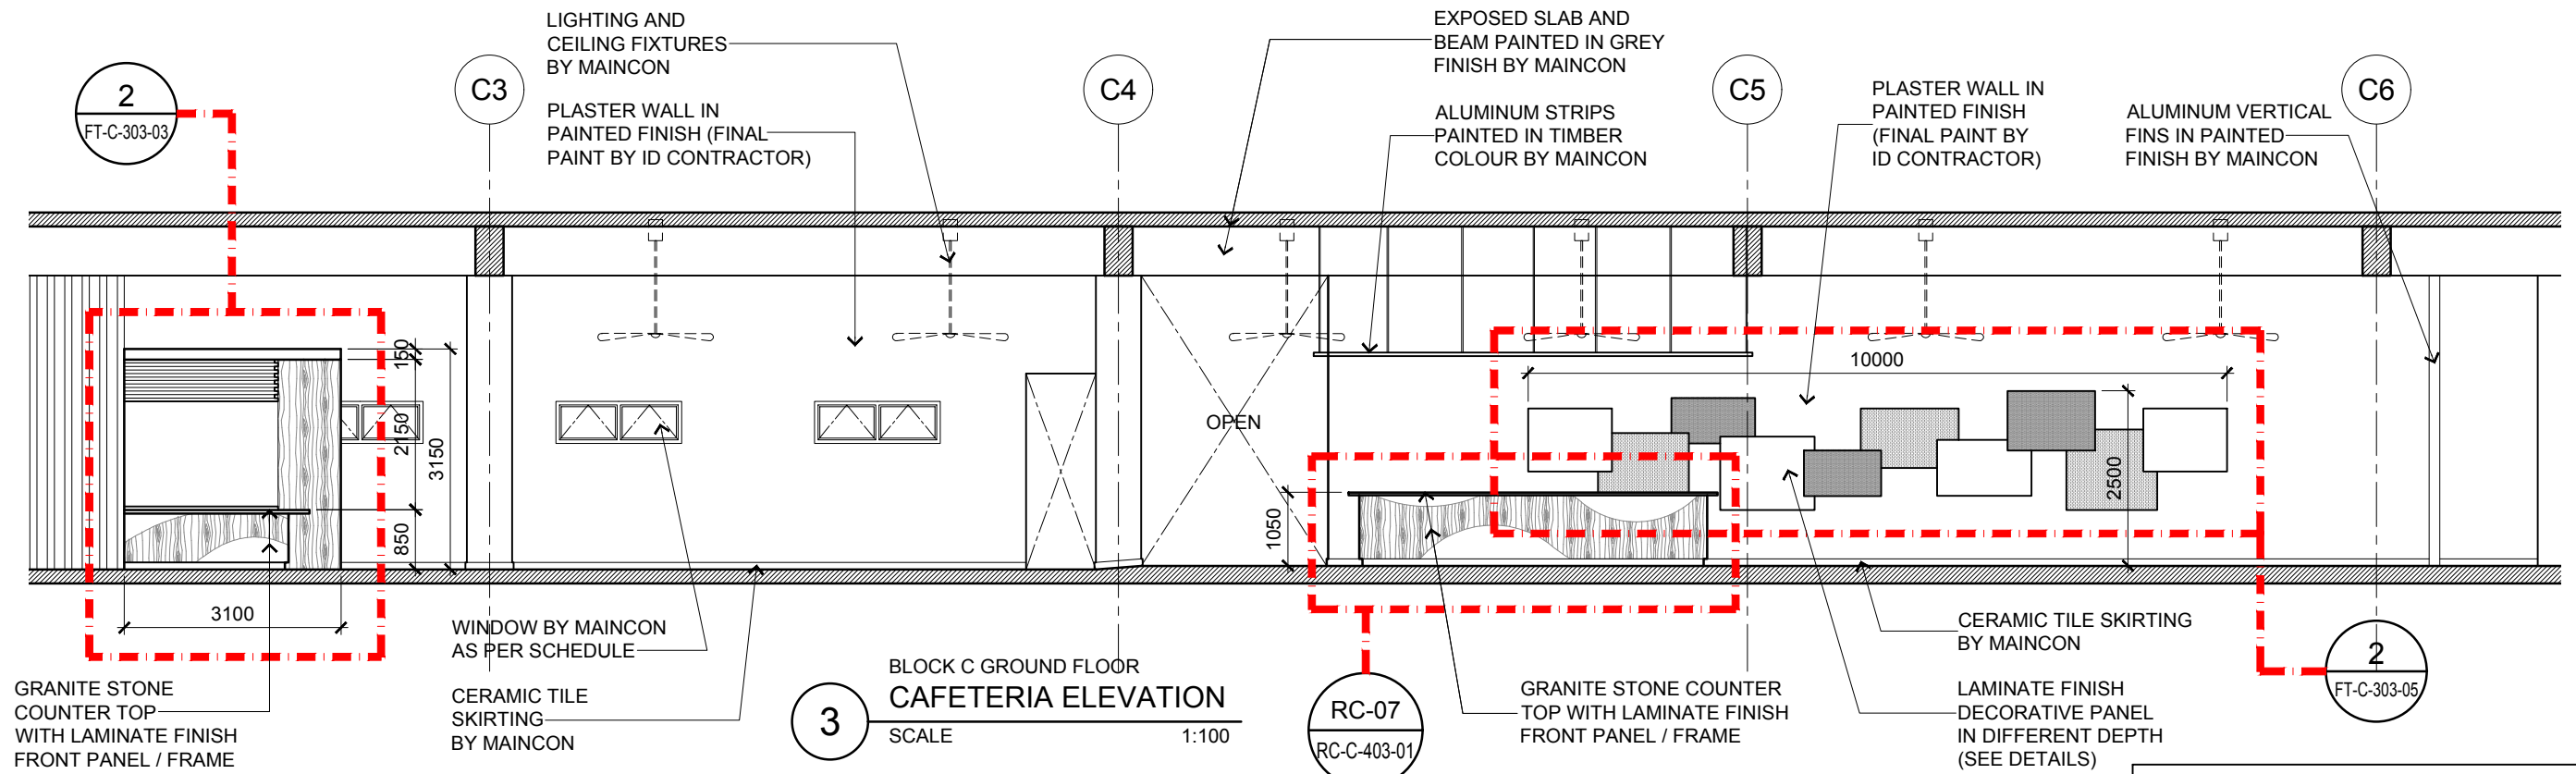 LIGHTING AND
CEILING FIXTURES
BY MAINCON
PLASTER WALL IN
PAINTED FINISH (FINAL
PAINT BY ID CONTRACTOR)
EXPOSED SLAB AND
BEAM PAINTED IN GREY
FINISH BY MAINCON
ALUMINUM STRIPS
PAINTED IN TIMBER
COLOUR BY MAINCON
PLASTER WALL IN
PAINTED FINISH
(FINAL PAINT BY
ID CONTRACTOR)
ALUMINUM VERTICAL
FINS IN PAINTED
FINISH BY MAINCON
2
FT-C-303-03
C3
C4
C5
C6
150
2150
3150
850
3100
OPEN
1050
10000
2500
GRANITE STONE
COUNTER TOP
WITH LAMINATE FINISH
FRONT PANEL / FRAME
WINDOW BY MAINCON
AS PER SCHEDULE
CERAMIC TILE
SKIRTING
BY MAINCON
3
BLOCK C GROUND FLOOR
CAFETERIA ELEVATION
SCALE 1:100
RC-07
RC-C-403-01
GRANITE STONE COUNTER
TOP WITH LAMINATE FINISH
FRONT PANEL / FRAME
CERAMIC TILE SKIRTING
BY MAINCON
LAMINATE FINISH
DECORATIVE PANEL
IN DIFFERENT DEPTH
(SEE DETAILS)
2
FT-C-303-05